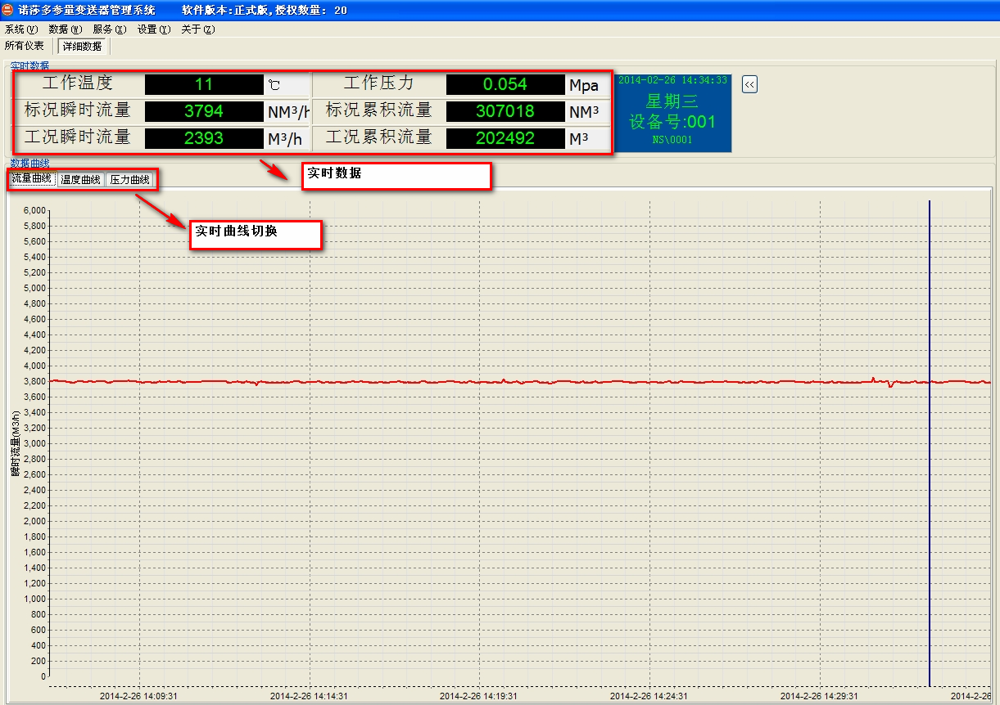 诺莎多参量变送器管理系统 软件版本:正式版,授权数量: 20
系统(V) 数据(W) 服务(X) 设置(Y) 关于(Z)
所有仪表 详细数据
实时数据
工作温度 11 ℃ 工作压力 0.054 Mpa
标况瞬时流量 3794 NM³/h 标况累积流量 307018 NM³
工况瞬时流量 2393 M³/h 工况累积流量 202492 M³
2014-02-26 14:34:33
星期三
设备号:001
NS\0001
<<
数据曲线
流量曲线 温度曲线 压力曲线
实时数据
实时曲线切换
6,000
5,800
5,600
5,400
5,200
5,000
4,800
4,600
4,400
4,200
4,000
3,800
3,600
3,400
3,200
3,000
2,800
2,600
2,400
2,200
2,000
1,800
1,600
1,400
1,200
1,000
800
600
400
200
0
瞬时流量(M3/h)
2014-2-26 14:09:31 2014-2-26 14:14:31 2014-2-26 14:19:31 2014-2-26 14:24:31 2014-2-26 14:29:31 2014-2-26